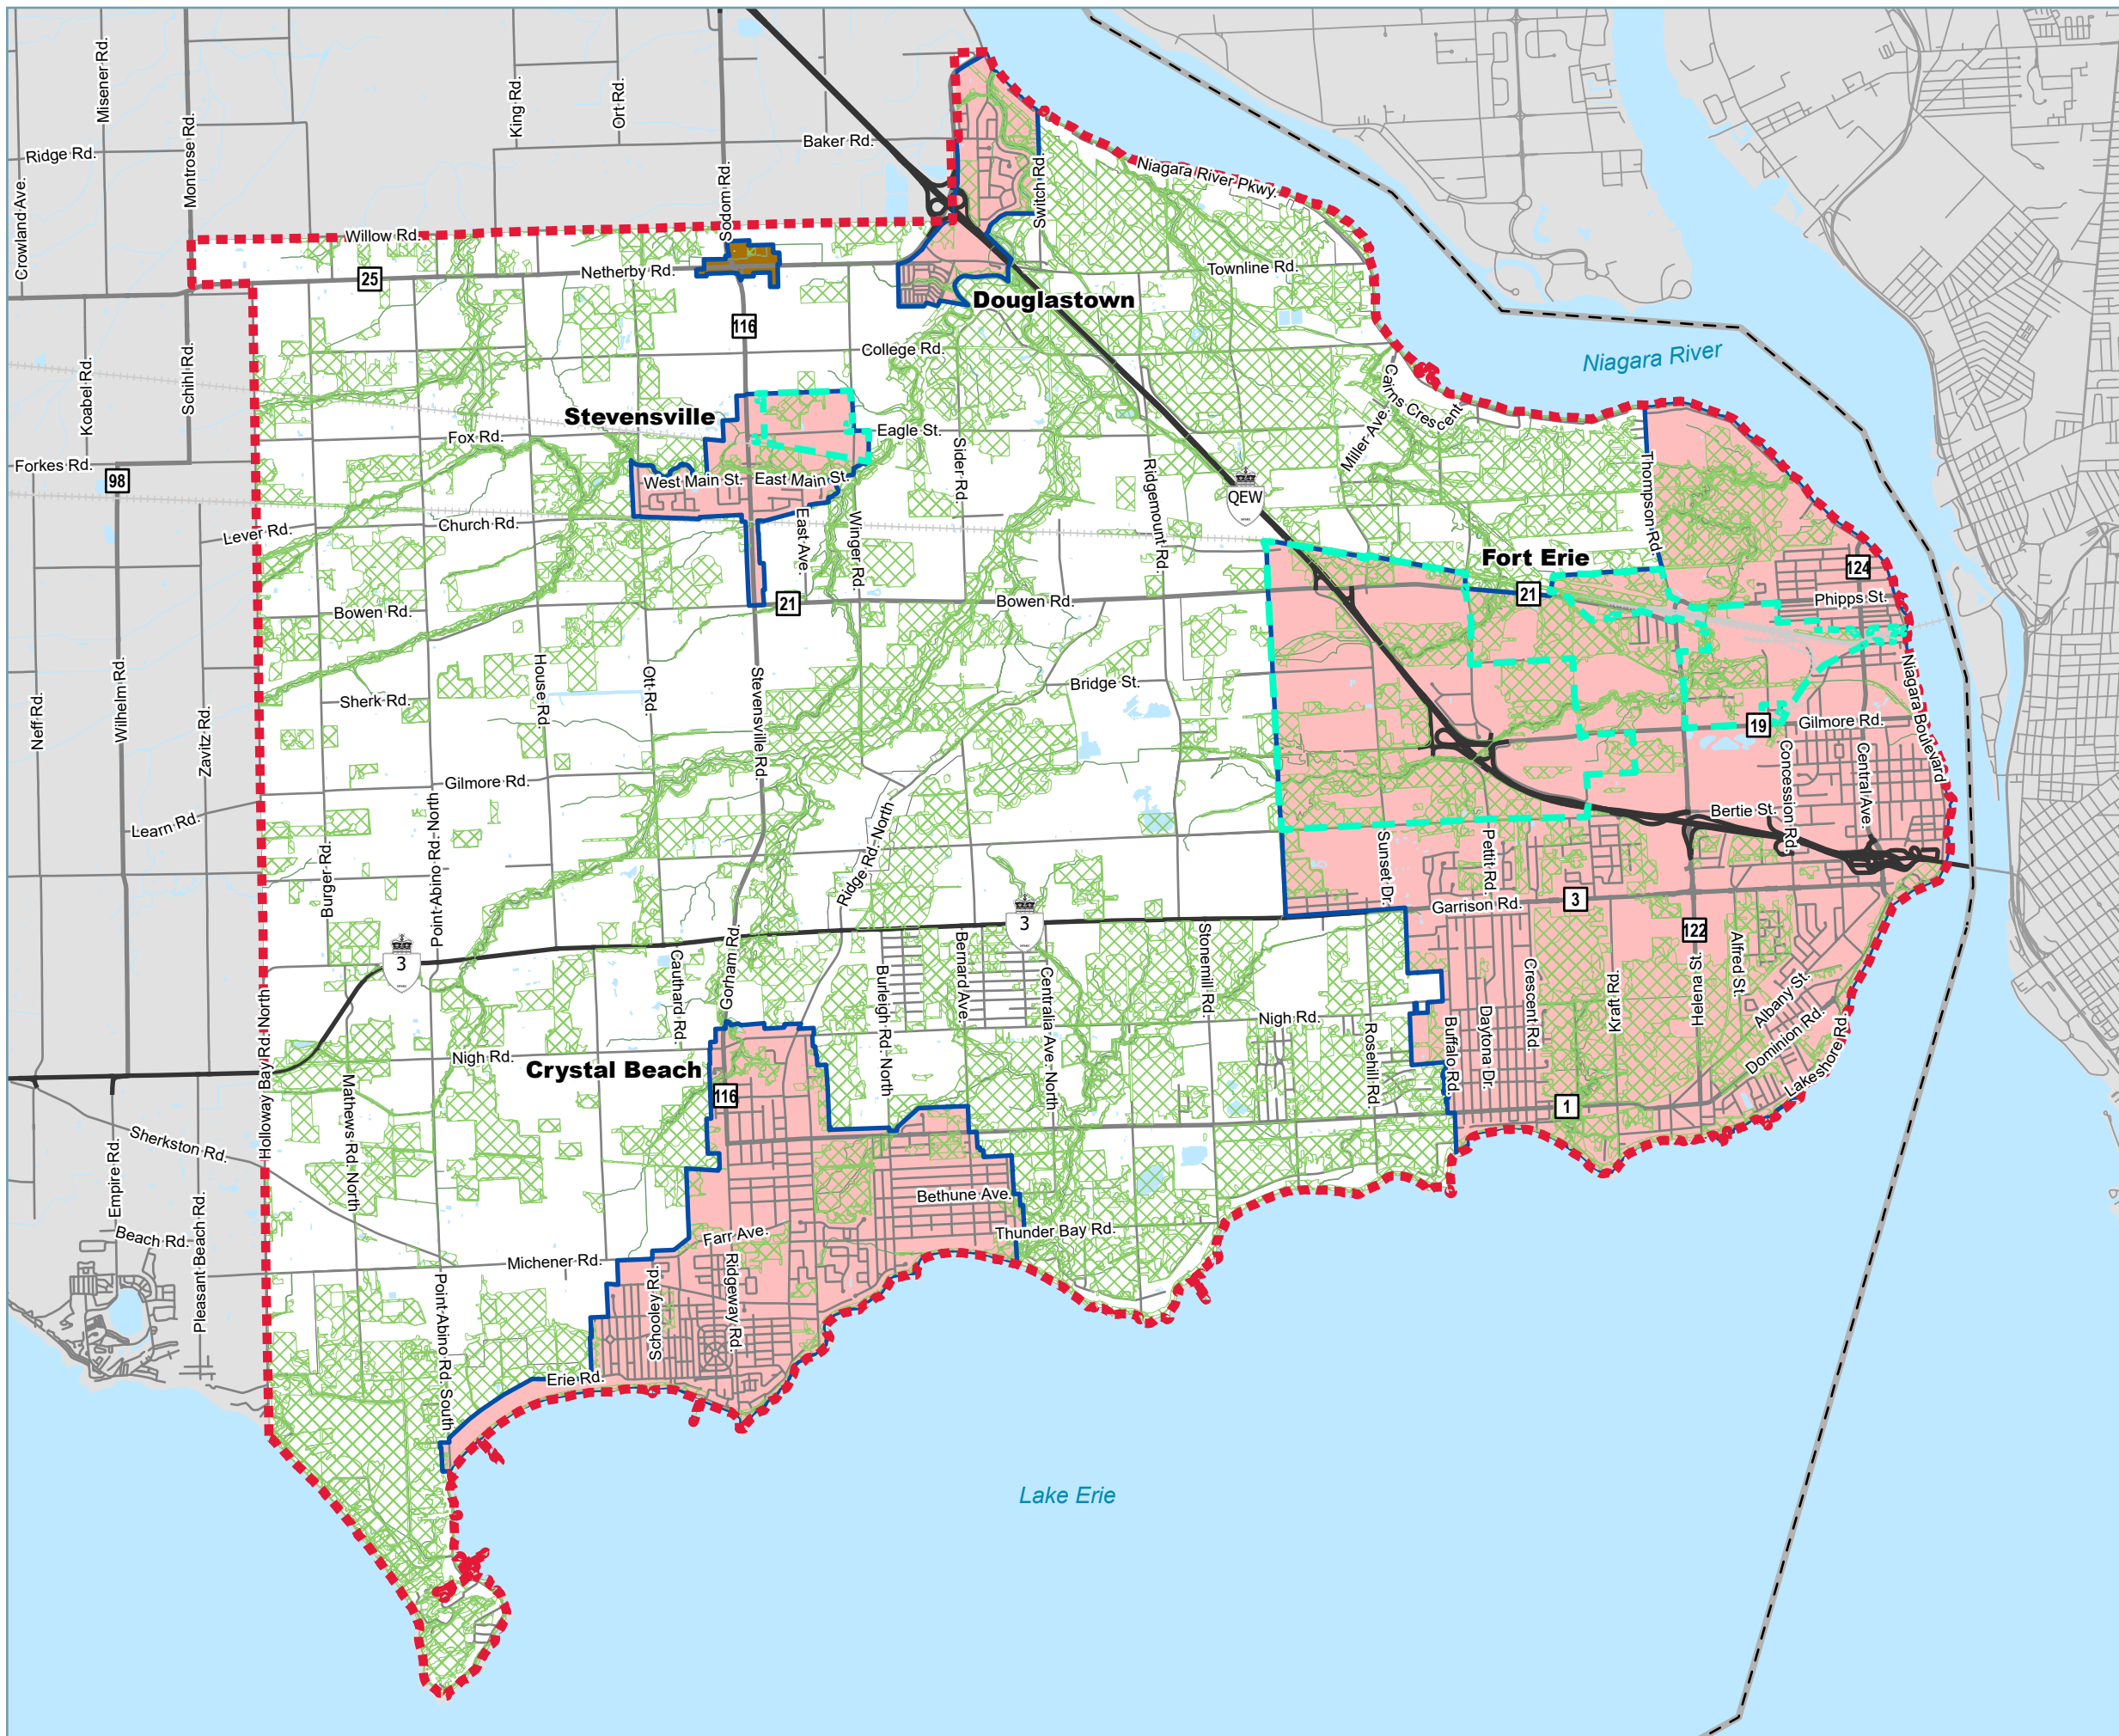 Misener Rd.
King Rd.
Ort Rd.
Ridge Rd.
Montrose Rd.
Baker Rd.
Crowland Ave.
Sodom Rd.
Switch Rd.
Niagara River Pkwy.
Willow Rd.
25
Netherby Rd.
Townline Rd.
Douglastown
116
College Rd.
Niagara River
Koabel Rd.
Schihl Rd.
Cairns Crescent
Stevensville
Fox Rd.
Eagle St.
Sider Rd.
Miller Ave.
Forkes Rd.
98
West Main St.
East Main St.
Ridgemount Rd.
QEW
Thompson Rd.
Lever Rd.
Church Rd.
East Ave.
Winger Rd.
Fort Erie
124
21
Bowen Rd.
21
Bowen Rd.
Phipps St.
Neff Rd.
Wilhelm Rd.
Zavitz Rd.
Sherk Rd.
House Rd.
Ott Rd.
Stevensville Rd.
Bridge St.
Niagara Boulevard
19
Gilmore Rd.
Gilmore Rd.
Learn Rd.
Concession Rd.
Central Ave.
Bertie St.
Burger Rd.
Point Abino Rd. North
Ridge Rd. North
Sunset Dr.
Pettit Rd.
Garrison Rd.
3
3
3
122
Holloway Bay Rd. North
Cauthard Rd.
Gorham Rd.
Burleigh Rd. North
Bernard Ave.
Centralia Ave. North
Stonemill Rd.
Nigh Rd.
Rosehill Rd.
Buffalo Rd.
Daytona Dr.
Crescent Rd.
Kraft Rd.
Helena St.
Alfred St.
Albany St.
Dominion Rd.
Lakeshore Rd.
Nigh Rd.
Crystal Beach
116
1
Mathews Rd. North
Sherkston Rd.
Empire Rd.
Pleasant Beach Rd.
Beach Rd.
Bethune Ave.
Thunder Bay Rd.
Farr Ave.
Michener Rd.
Schooley Rd.
Ridgeway Rd.
Point Abino Rd. South
Erie Rd.
Lake Erie